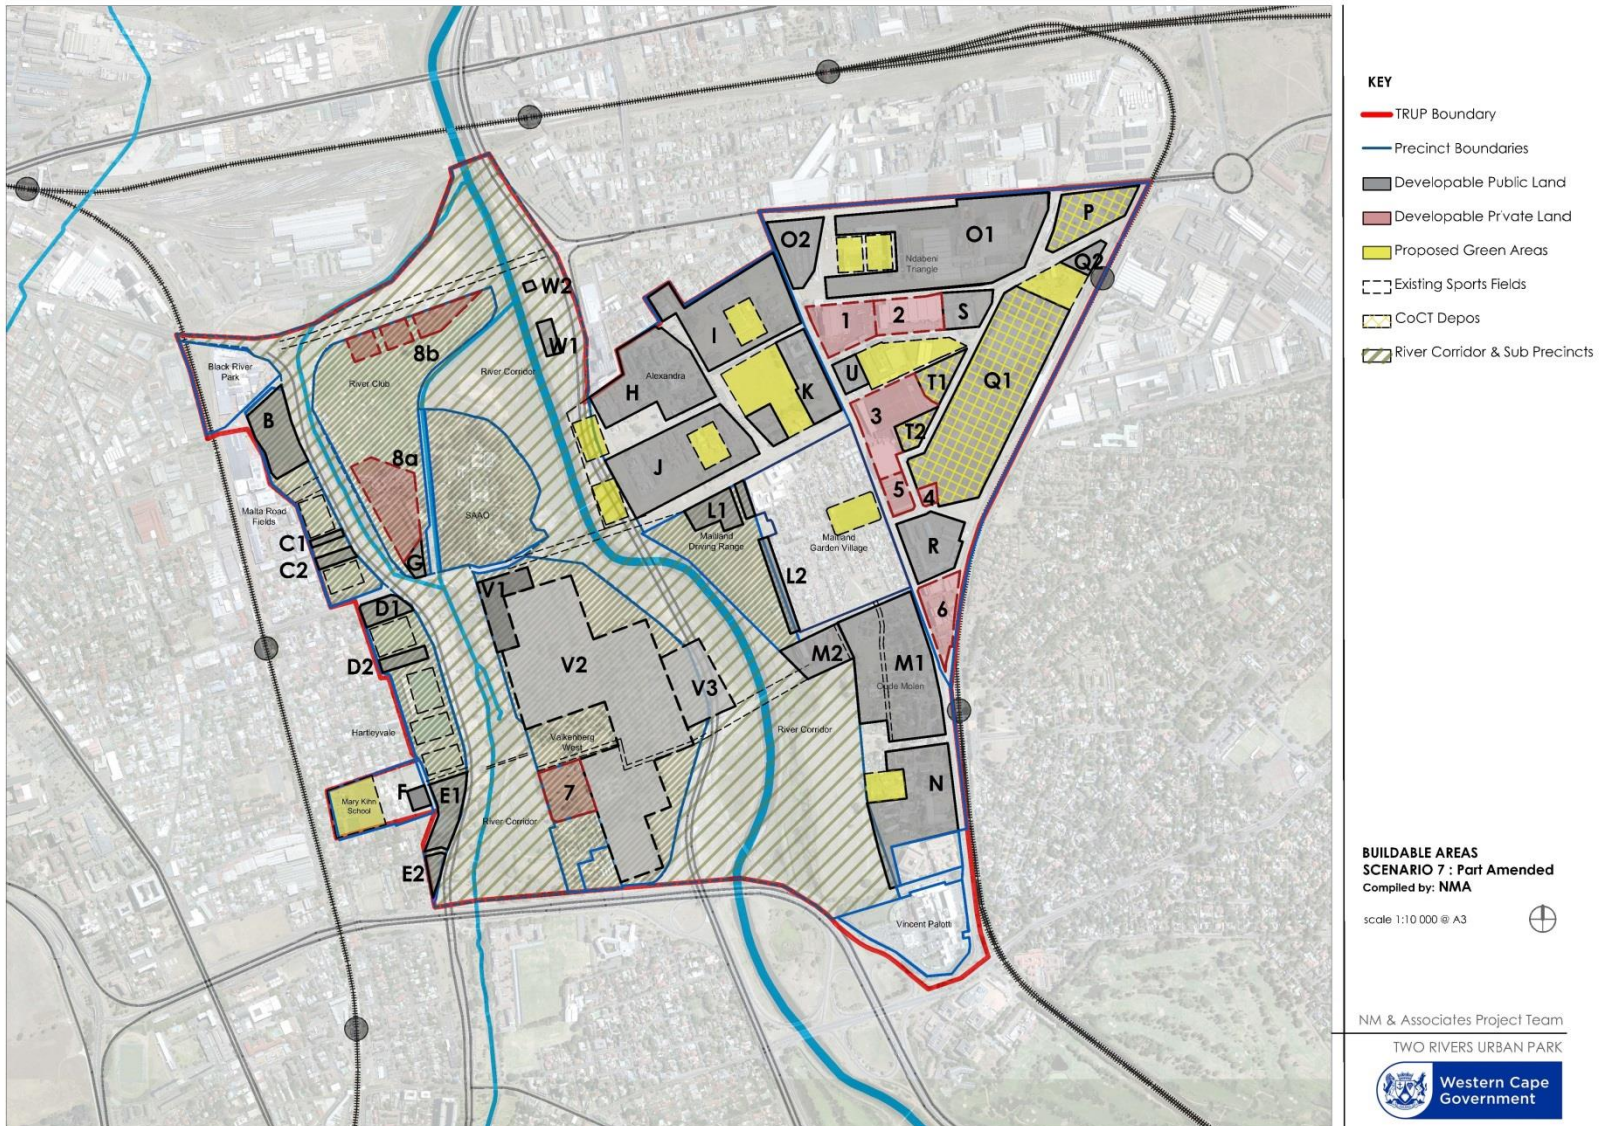 KEY
TRUP Boundary
Precinct Boundaries
Developable Public Land
Developable Private Land
Proposed Green Areas
Existing Sports Fields
CoCT Depos
River Corridor & Sub Precincts
P
O2
O1
Ndabeni
Triangle
Q2
W2
W1
I
1
2
S
8b
River Club
River Corridor
Black River
Park
H
Alexandra
K
U
T1
Q1
B
3
T2
J
8a
SAAO
5
4
Malta Road
Fields
L1
Maitland
Driving Range
Maitland
Garden Village
R
C1
C2
G
V1
L2
D1
6
D2
V2
V3
M2
M1
Oude Molen
Hartleyvale
Valkenberg
West
River Corridor
Mary Kihn
School
F
E1
7
N
River Corridor
E2
Vincent Palotti
BUILDABLE AREAS
SCENARIO 7 : Part Amended
Compiled by: NMA
scale 1:10 000 @ A3
NM & Associates Project Team
TWO RIVERS URBAN PARK
Western Cape
Government